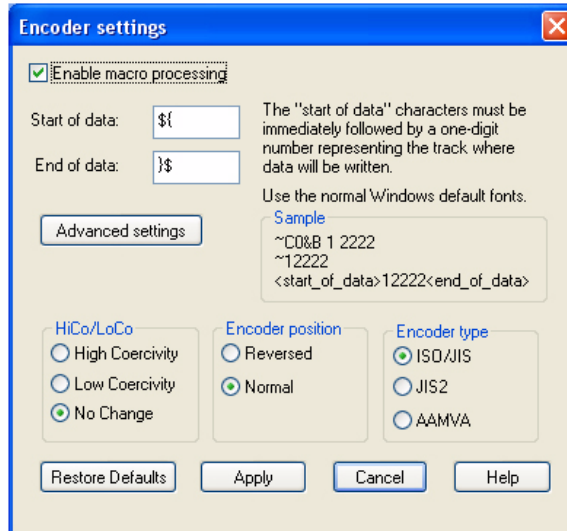 Encoder settings
Enable macro processing
Start of data:
${
End of data:
}$
The "start of data" characters must be
immediately followed by a one-digit
number representing the track where
data will be written.
Use the normal Windows default fonts.
Advanced settings
Sample
~C0&B 1 2222
~12222
<start_of_data>12222<end_of_data>
HiCo/LoCo
High Coercivity
Low Coercivity
No Change
Encoder position
Reversed
Normal
Encoder type
ISO/JIS
JIS2
AAMVA
Restore Defaults
Apply
Cancel
Help